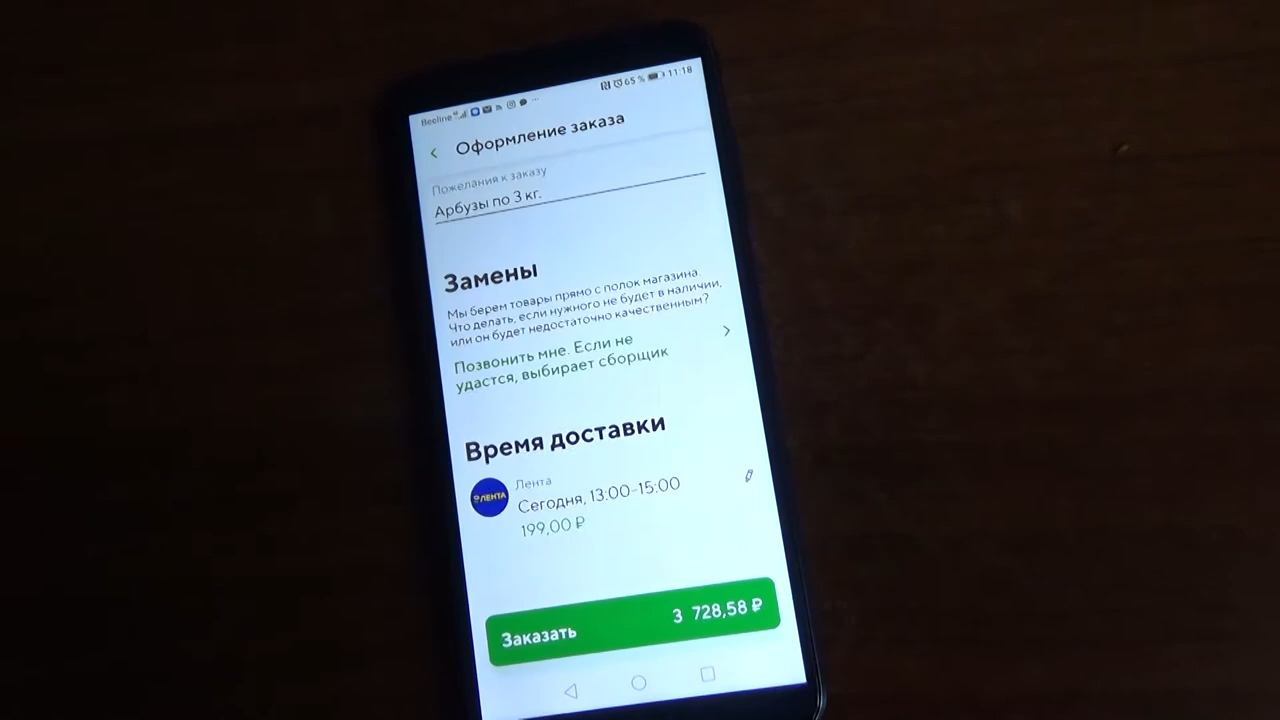 Beeline 65 % 11:18
Оформление заказа
Пожелания к заказу
Арбузы по 3 кг.
Замены
Мы берем товары прямо с полок магазина.
Что делать, если нужного не будет в наличии,
или он будет недостаточно качественным?
Позвонить мне. Если не
удастся, выбирает сборщик
Время доставки
Лента
ЛЕНТА
Сегодня, 13:00-15:00
199,00 ₽
Заказать 3 728,58 ₽